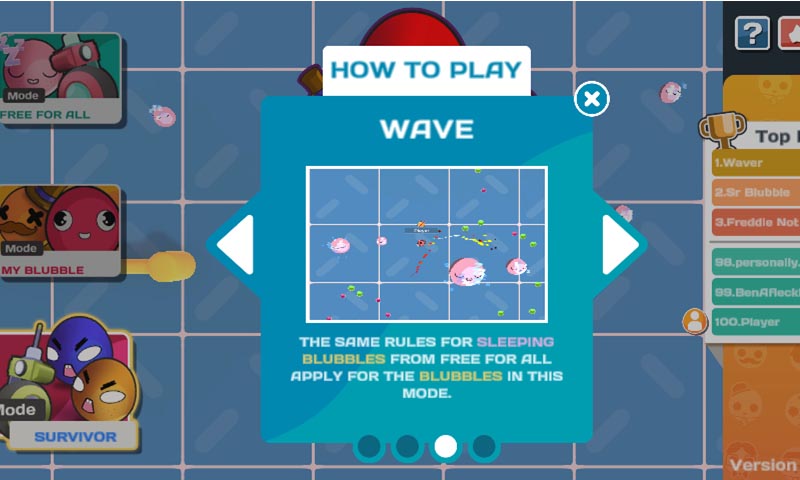 HOW TO PLAY
?
Mode
FREE FOR ALL
WAVE
Top
1.Waver
2.Sr Blubble
3.Freddie Not
Mode
MY BLUBBLE
Player
98.personally.
99.BenAfleck
100.Player
THE SAME RULES FOR SLEEPING
BLUBBLES FROM FREE FOR ALL
APPLY FOR THE BLUBBLES IN THIS
MODE.
Mode
SURVIVOR
Version